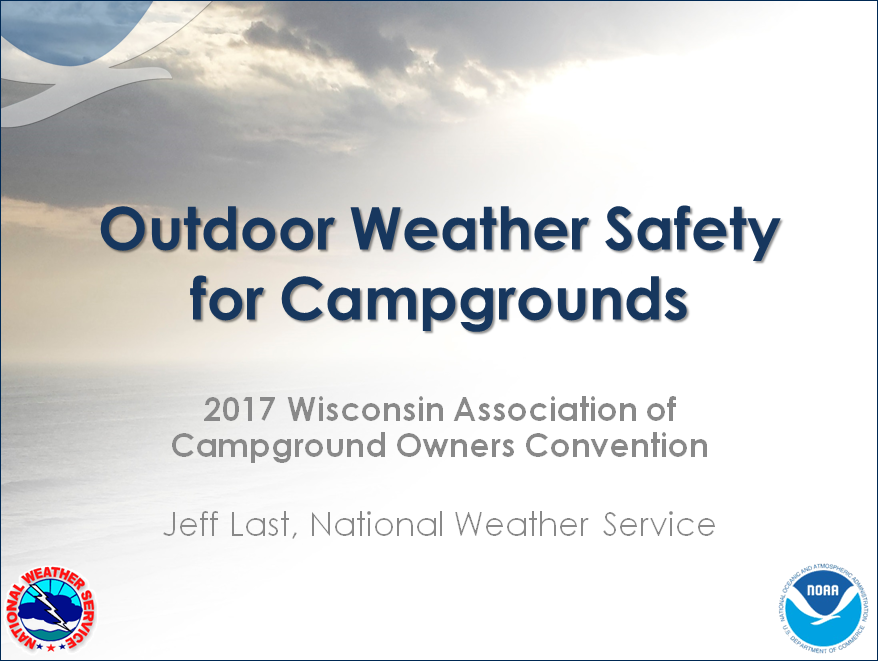 Outdoor Weather Safety
for Campgrounds
2017 Wisconsin Association of
Campground Owners Convention
Jeff Last, National Weather Service
NATIONAL WEATHER SERVICE
NATIONAL OCEANIC AND ATMOSPHERIC ADMINISTRATION
NOAA
U.S. DEPARTMENT OF COMMERCE